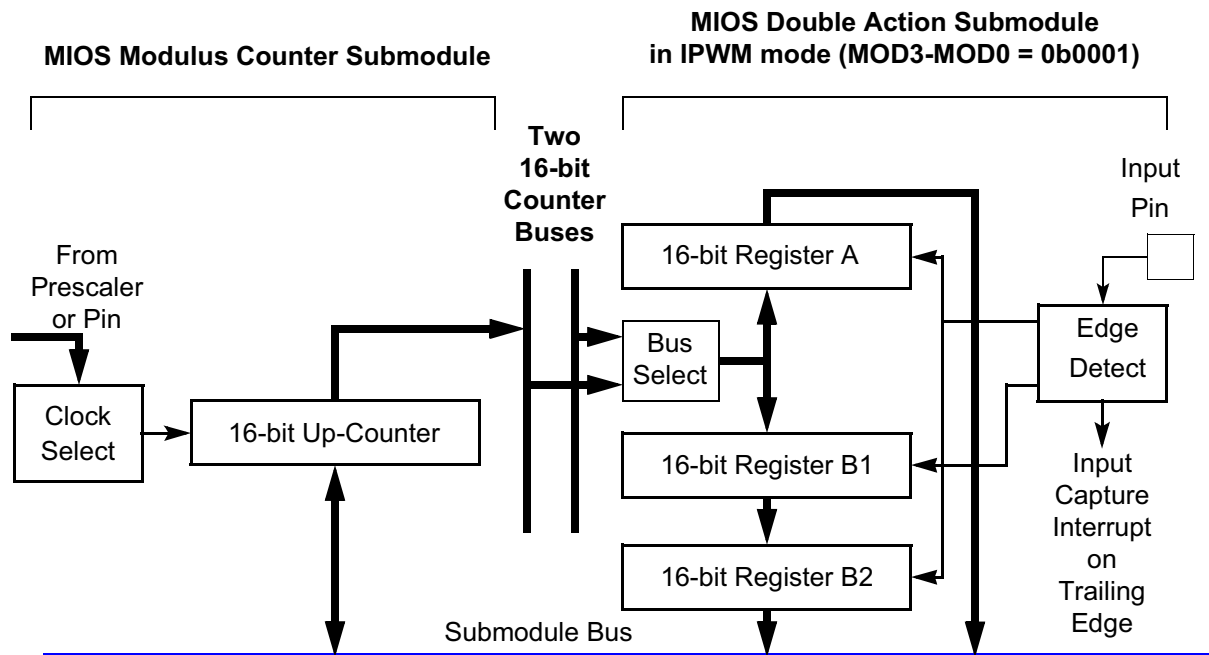 MIOS Modulus Counter Submodule
MIOS Double Action Submodule
in IPWM mode (MOD3-MOD0 = 0b0001)
Two
16-bit
Counter
Buses
From
Prescaler
or Pin
Clock
Select
16-bit Up-Counter
Bus
Select
16-bit Register A
16-bit Register B1
16-bit Register B2
Input
Pin
Edge
Detect
Input
Capture
Interrupt
on
Trailing
Edge
Submodule Bus